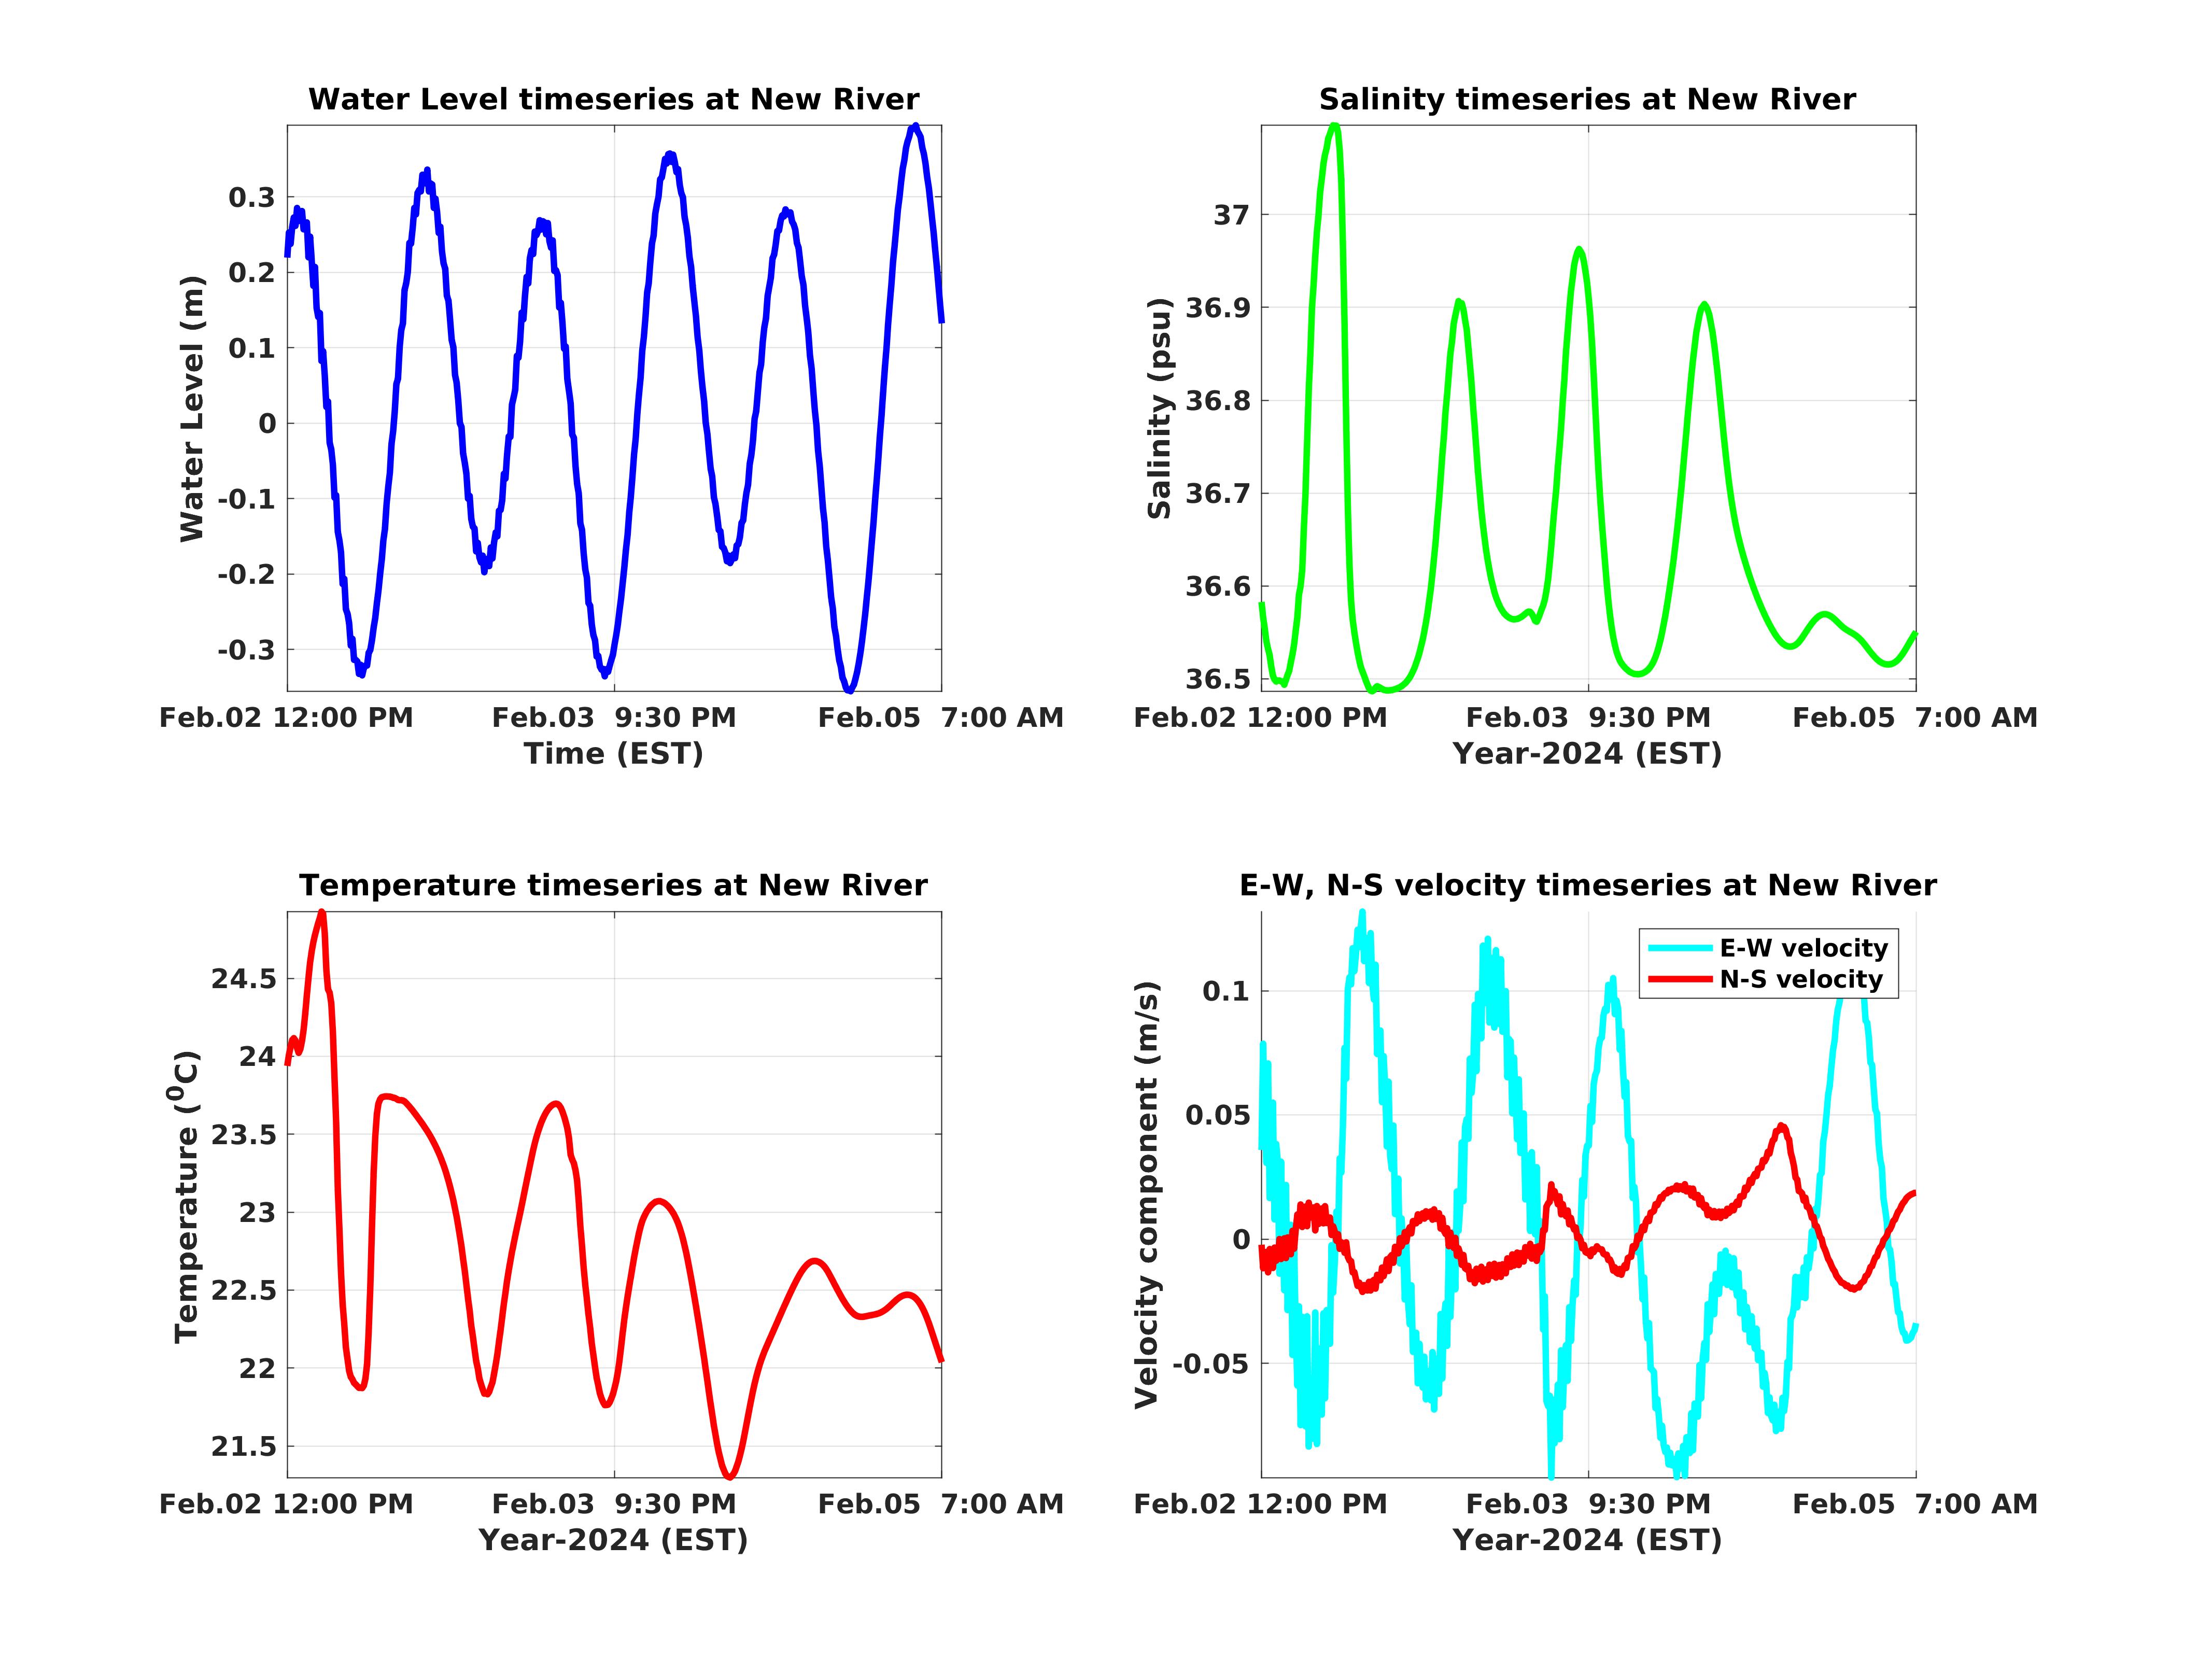 Water Level timeseries at New River
Water Level (m)
0.3
0.2
0.1
0
-0.1
-0.2
-0.3
Feb.02 12:00 PM
Feb.03 9:30 PM
Feb.05 7:00 AM
Time (EST)
Salinity timeseries at New River
Salinity (psu)
37
36.9
36.8
36.7
36.6
36.5
Feb.02 12:00 PM
Feb.03 9:30 PM
Feb.05 7:00 AM
Year-2024 (EST)
Temperature timeseries at New River
Temperature (⁰C)
24.5
24
23.5
23
22.5
22
21.5
Feb.02 12:00 PM
Feb.03 9:30 PM
Feb.05 7:00 AM
Year-2024 (EST)
E-W, N-S velocity timeseries at New River
Velocity component (m/s)
0.1
0.05
0
-0.05
E-W velocity
N-S velocity
Feb.02 12:00 PM
Feb.03 9:30 PM
Feb.05 7:00 AM
Year-2024 (EST)